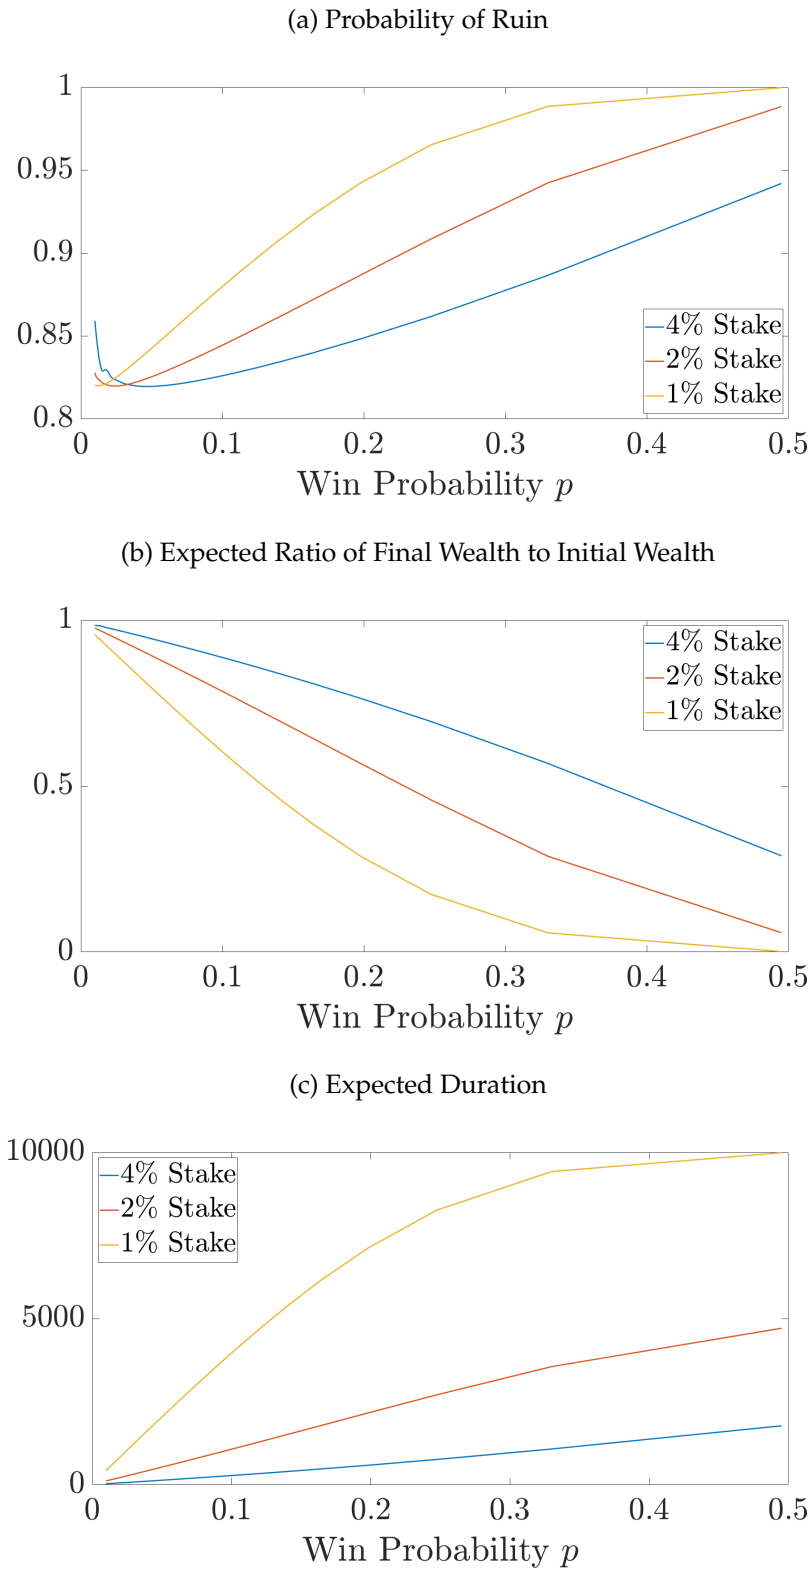 (a) Probability of Ruin
1
0.95
0.9
0.85
0.8
4% Stake
2% Stake
1% Stake
0 0.1 0.2 0.3 0.4 0.5
Win Probability p
(b) Expected Ratio of Final Wealth to Initial Wealth
1
0.5
0
4% Stake
2% Stake
1% Stake
0 0.1 0.2 0.3 0.4 0.5
Win Probability p
(c) Expected Duration
10000
5000
0
4% Stake
2% Stake
1% Stake
0 0.1 0.2 0.3 0.4 0.5
Win Probability p